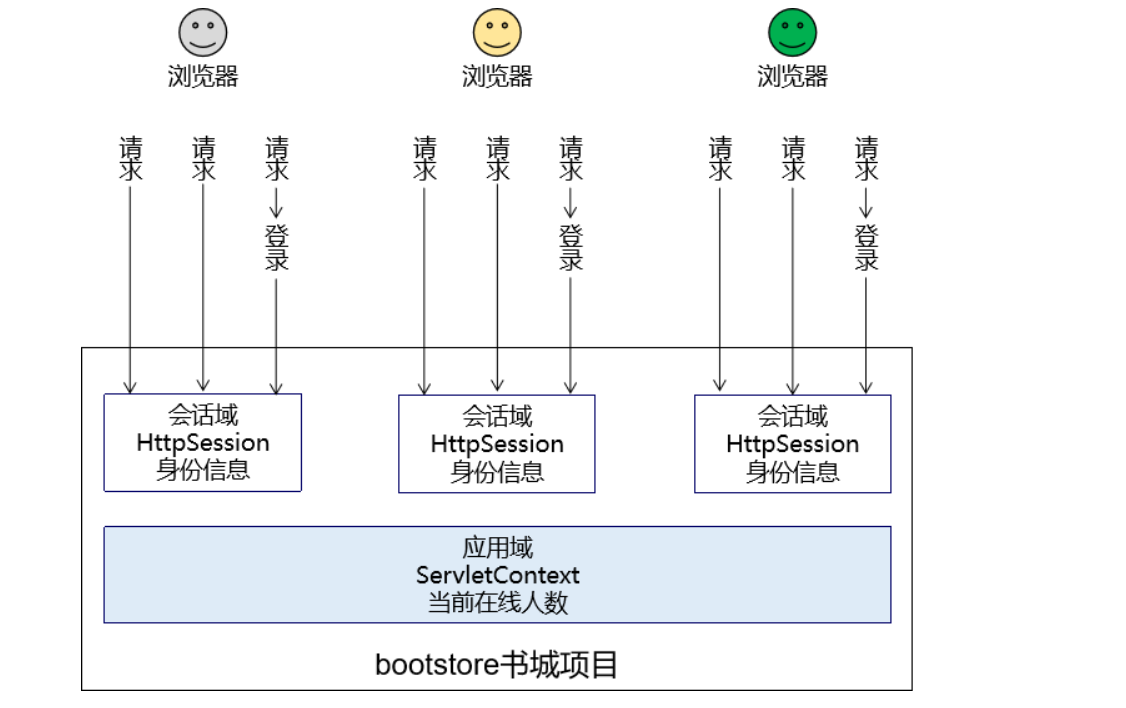 浏览器
浏览器
浏览器
请求
请求
请求
请求
请求
请求
请求
请求
请求
登录
登录
登录
会话域
HttpSession
身份信息
会话域
HttpSession
身份信息
会话域
HttpSession
身份信息
应用域
ServletContext
当前在线人数
bootstore书城项目